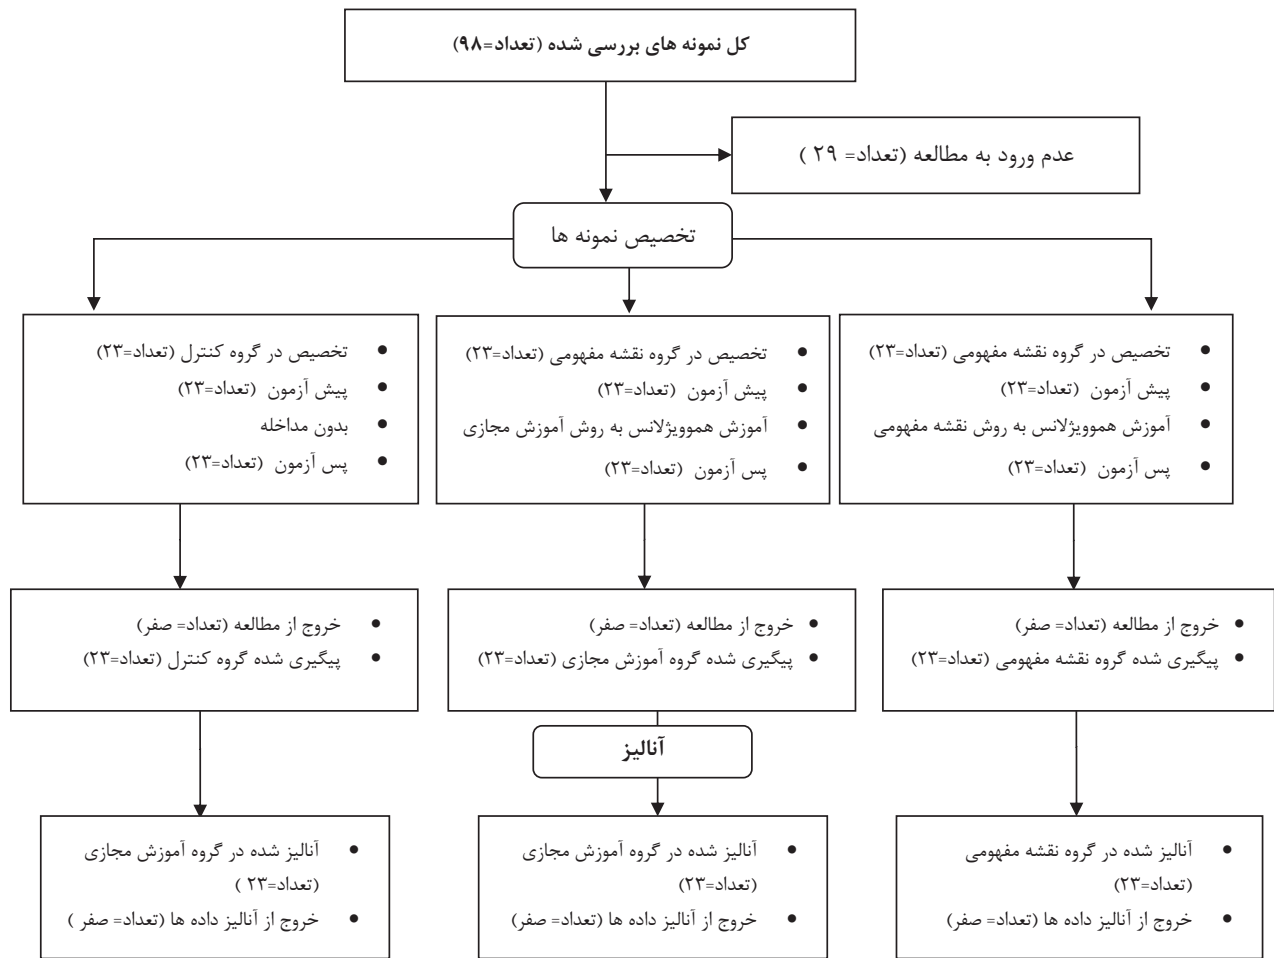 کل نمونه های بررسی شده (تعداد=۹۸)
عدم ورود به مطالعه (تعداد= ۲۹ )
تخصیص نمونه ها
• تخصیص در گروه نقشه مفهومی (تعداد=۲۳)
• پیش آزمون (تعداد=۲۳)
• آموزش هموویژلانس به روش نقشه مفهومی
• پس آزمون (تعداد=۲۳)
• تخصیص در گروه نقشه مفهومی (تعداد=۲۳)
• پیش آزمون (تعداد=۲۳)
• آموزش هموویژلانس به روش آموزش مجازی
• پس آزمون (تعداد=۲۳)
• تخصیص در گروه کنترل (تعداد=۲۳)
• پیش آزمون (تعداد=۲۳)
• بدون مداخله
• پس آزمون (تعداد=۲۳)
• خروج از مطالعه (تعداد= صفر)
• پیگیری شده گروه نقشه مفهومی (تعداد=۲۳)
• خروج از مطالعه (تعداد= صفر)
• پیگیری شده گروه آموزش مجازی (تعداد=۲۳)
• خروج از مطالعه (تعداد= صفر)
• پیگیری شده گروه کنترل (تعداد=۲۳)
آنالیز
• آنالیز شده در گروه نقشه مفهومی
(تعداد=۲۳)
• خروج از آنالیز داده ها (تعداد= صفر)
• آنالیز شده در گروه آموزش مجازی
(تعداد=۲۳)
• خروج از آنالیز داده ها (تعداد= صفر)
• آنالیز شده در گروه آموزش مجازی
(تعداد=۲۳ )
• خروج از آنالیز داده ها (تعداد= صفر )